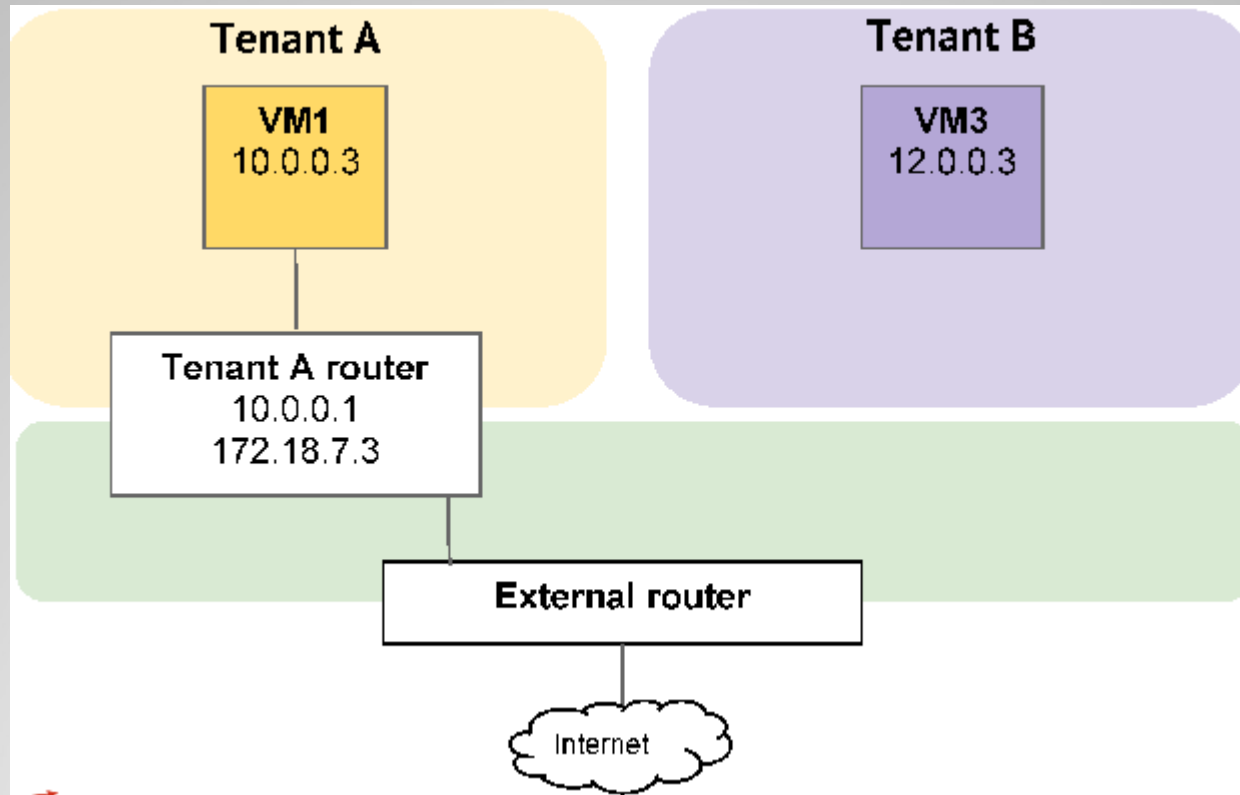 Tenant A
Tenant B
VM1
10.0.0.3
VM3
12.0.0.3
Tenant A router
10.0.0.1
172.18.7.3
External router
Internet